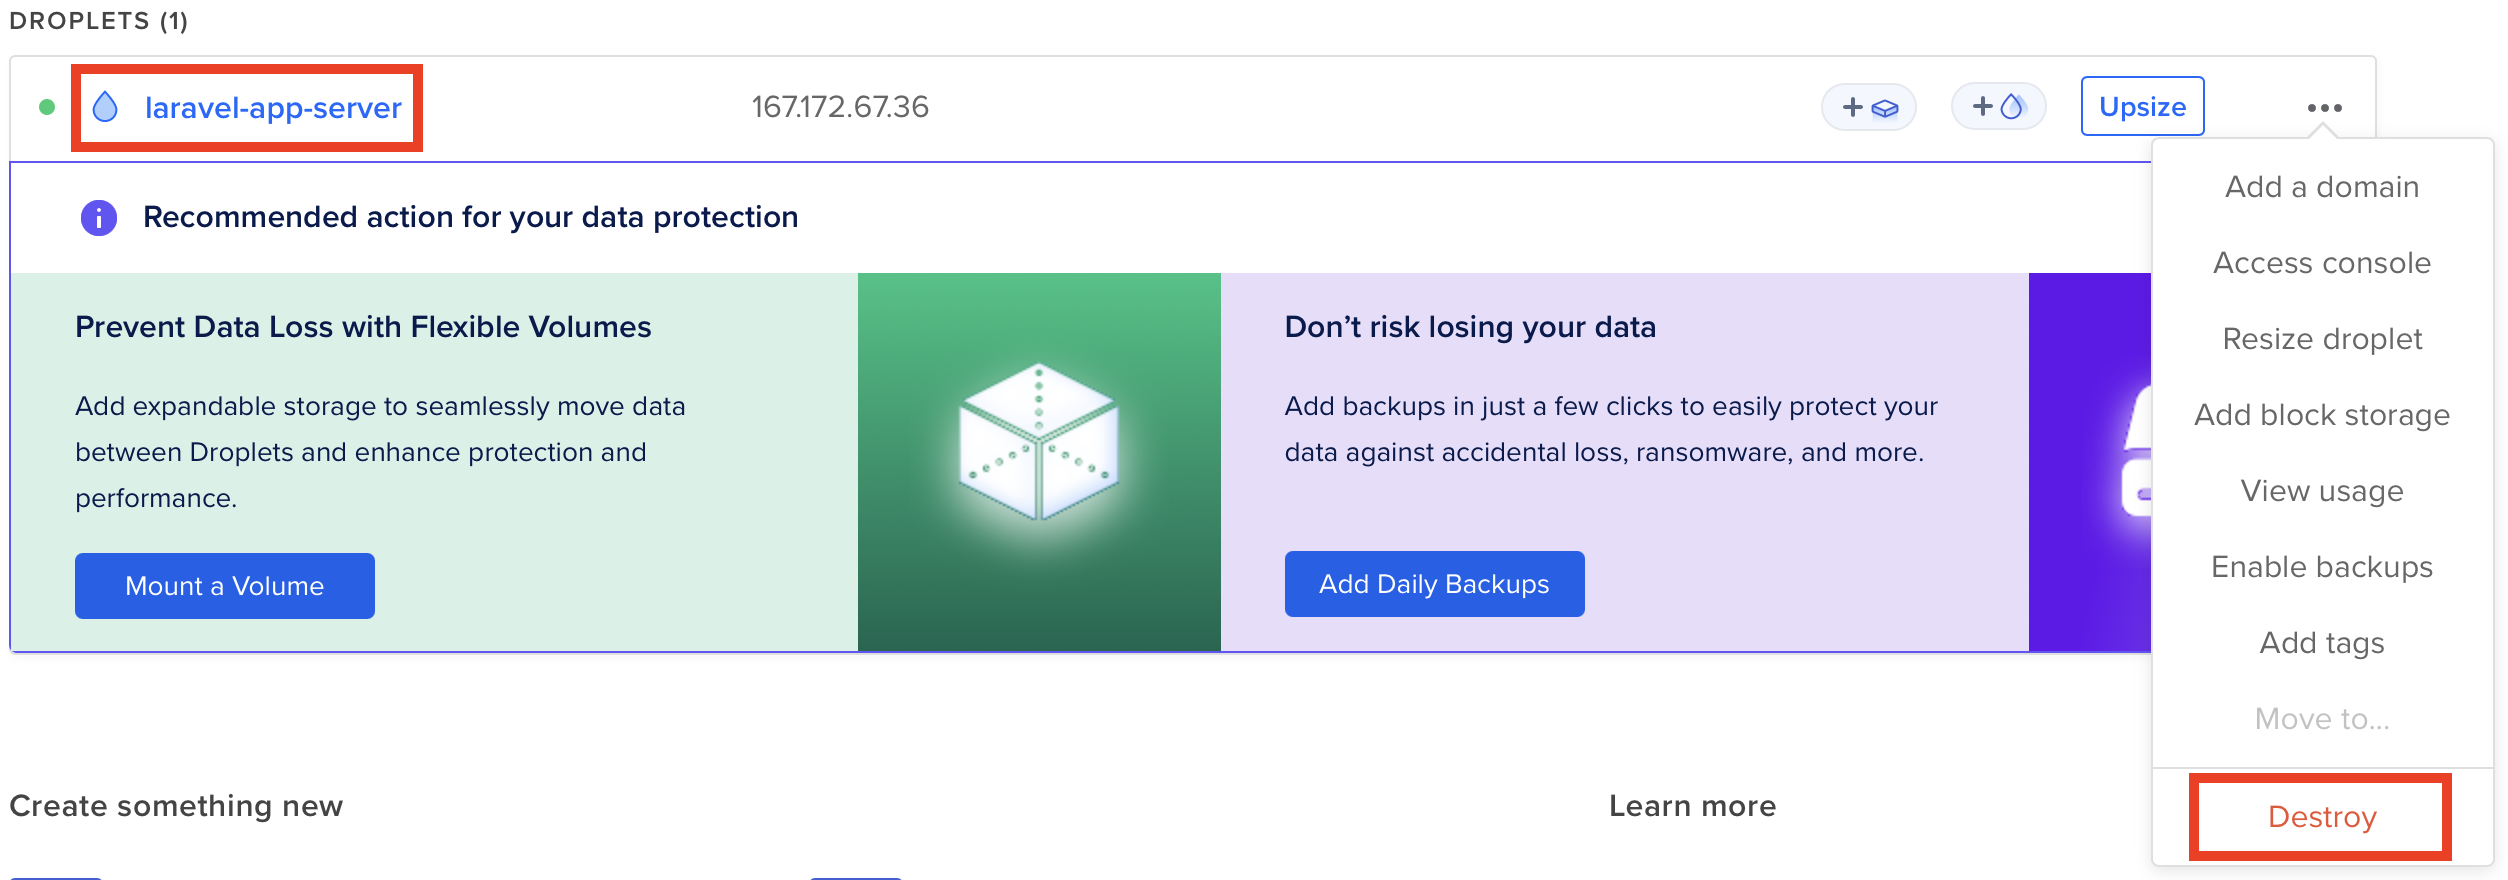 DROPLETS (1)
laravel-app-server
167.172.67.36
Upsize
Recommended action for your data protection
Prevent Data Loss with Flexible Volumes
Add expandable storage to seamlessly move data
between Droplets and enhance protection and
performance.
Mount a Volume
Don’t risk losing your data
Add backups in just a few clicks to easily protect your
data against accidental loss, ransomware, and more.
Add Daily Backups
Add a domain
Access console
Resize droplet
Add block storage
View usage
Enable backups
Add tags
Move to...
Destroy
Create something new
Learn more